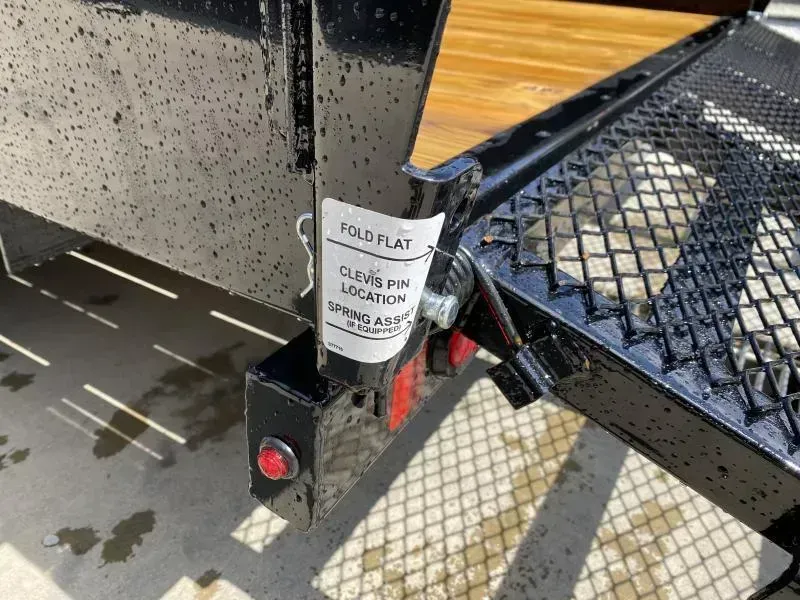 FOLD FLAT
CLEVIS PIN
LOCATION
SPRING ASSIST
(IF EQUIPPED)